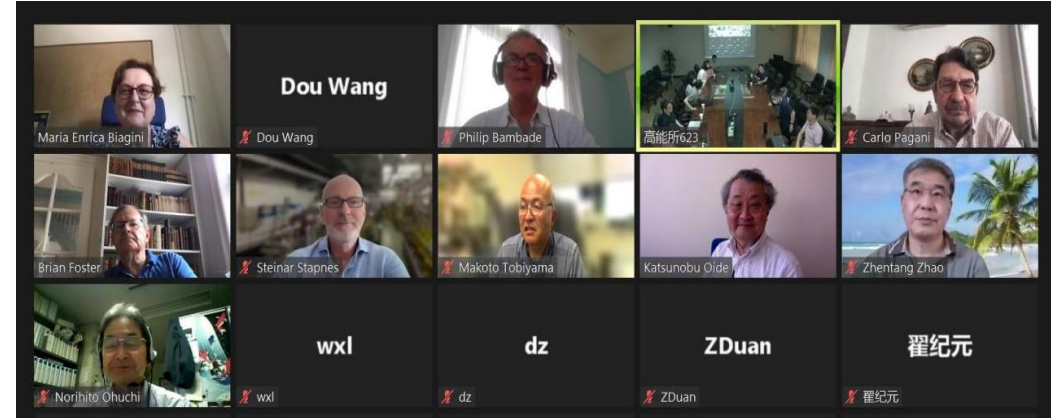 Maria Enrica Biagini
Dou Wang
Dou Wang
Philip Bambade
高能所623
Carlo Pagani
Brian Foster
Steinar Stapnes
Makoto Tobiyama
Katsunobu Oide
Zhentang Zhao
Norihito Ohuchi
wxl
wxl
dz
dz
ZDuan
ZDuan
翟纪元
翟纪元